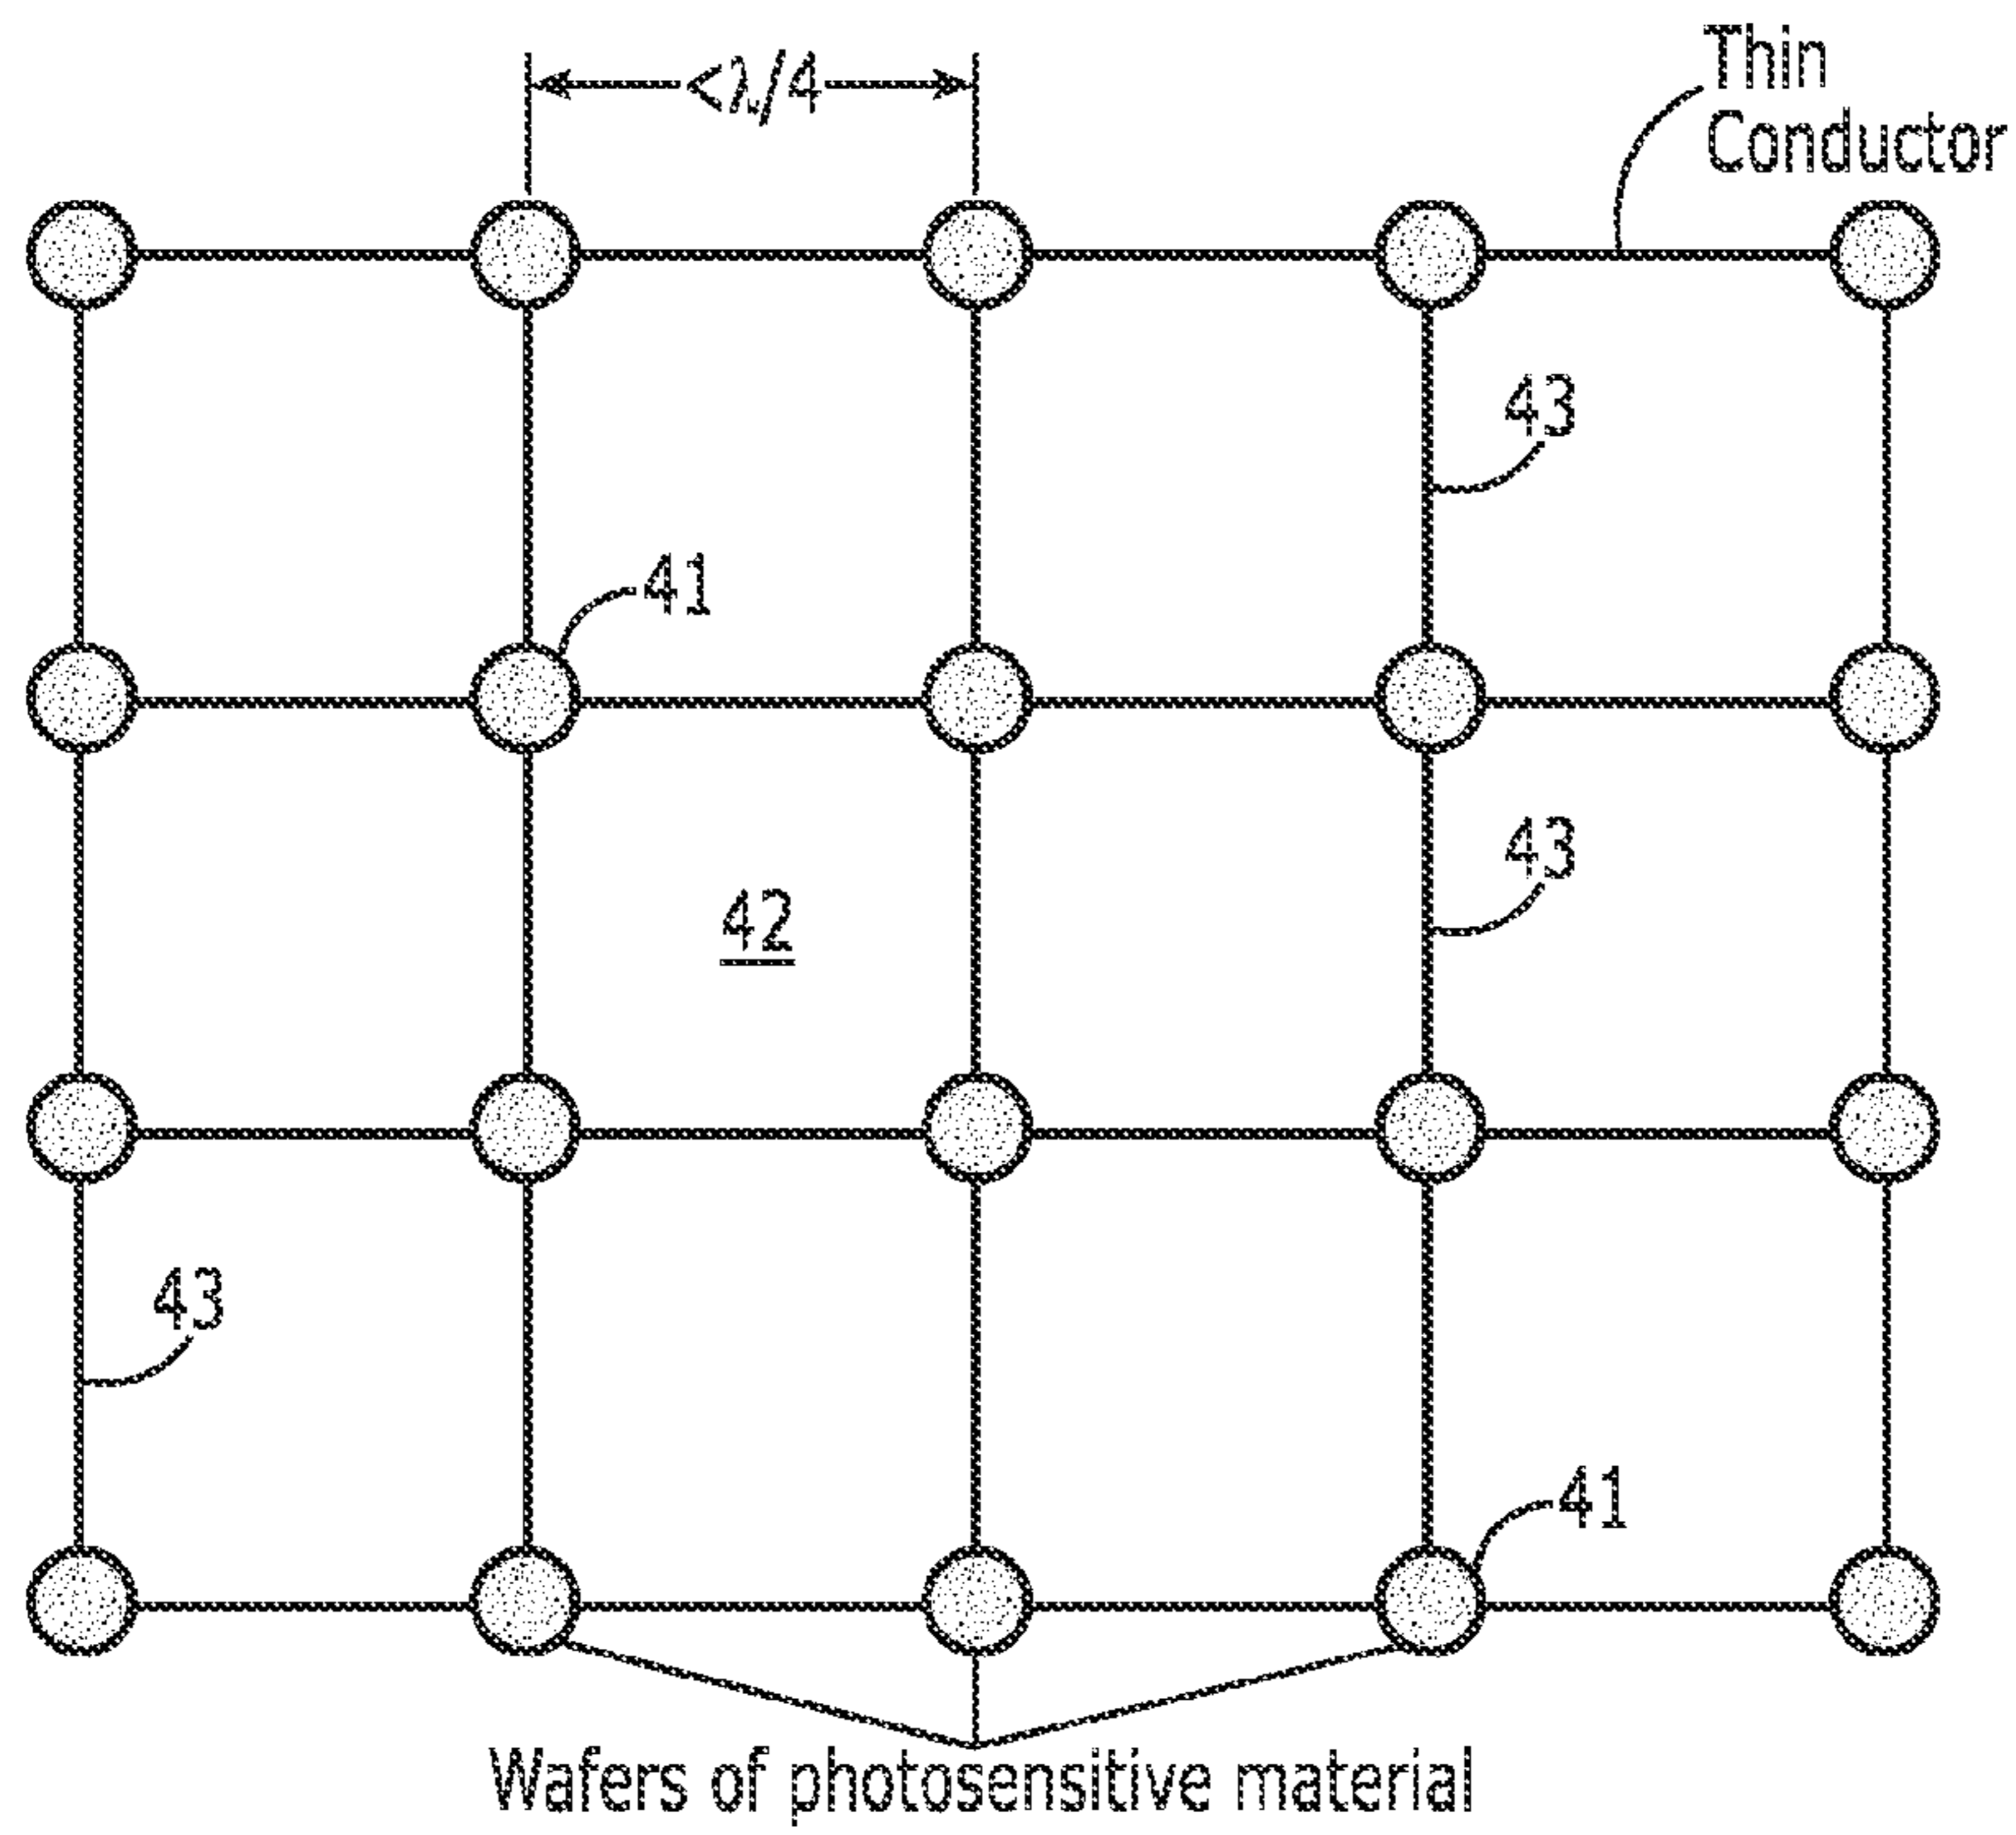 <λ/4
Thin
Conductor
43
41
43
42
43
41
Wafers of photosensitive material